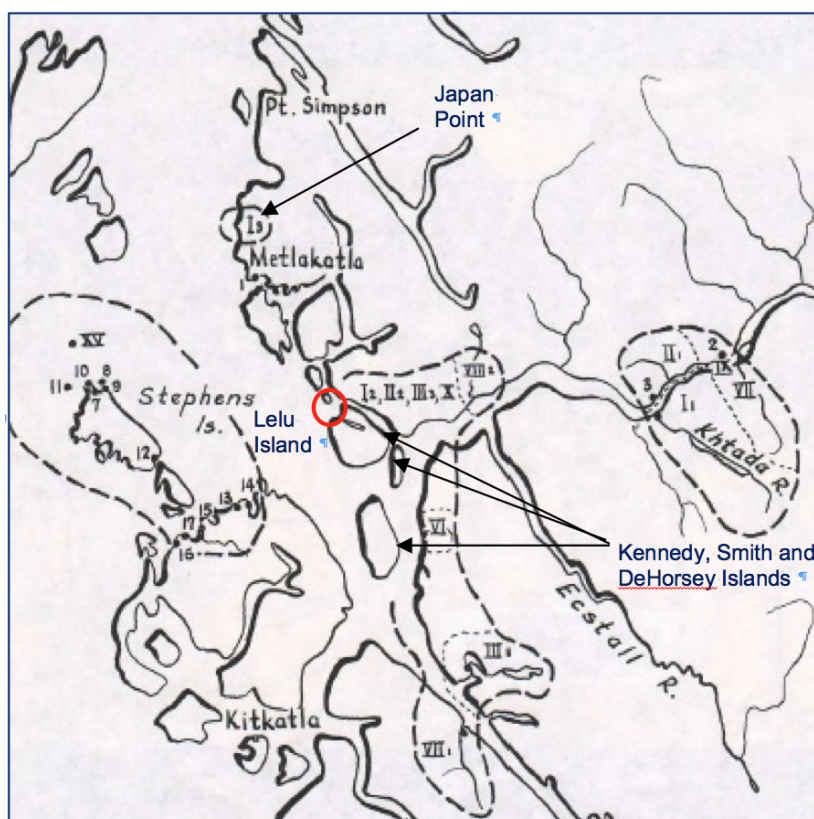 Pt. Simpson
Japan
Point ¶
I3
Metlakatla
1
XV
11
10
8
9
7
Stephens
Is.
12
14
13
15
17
16
Lelu
Island ¶
I2, II2, III3, X
VIII2
II1
2
IX
VII
3
I1
Khtada R.
VI
Kennedy, Smith and
DeHorsey Islands ¶
Ecstall
R.
III1
Kitkatla
VII1